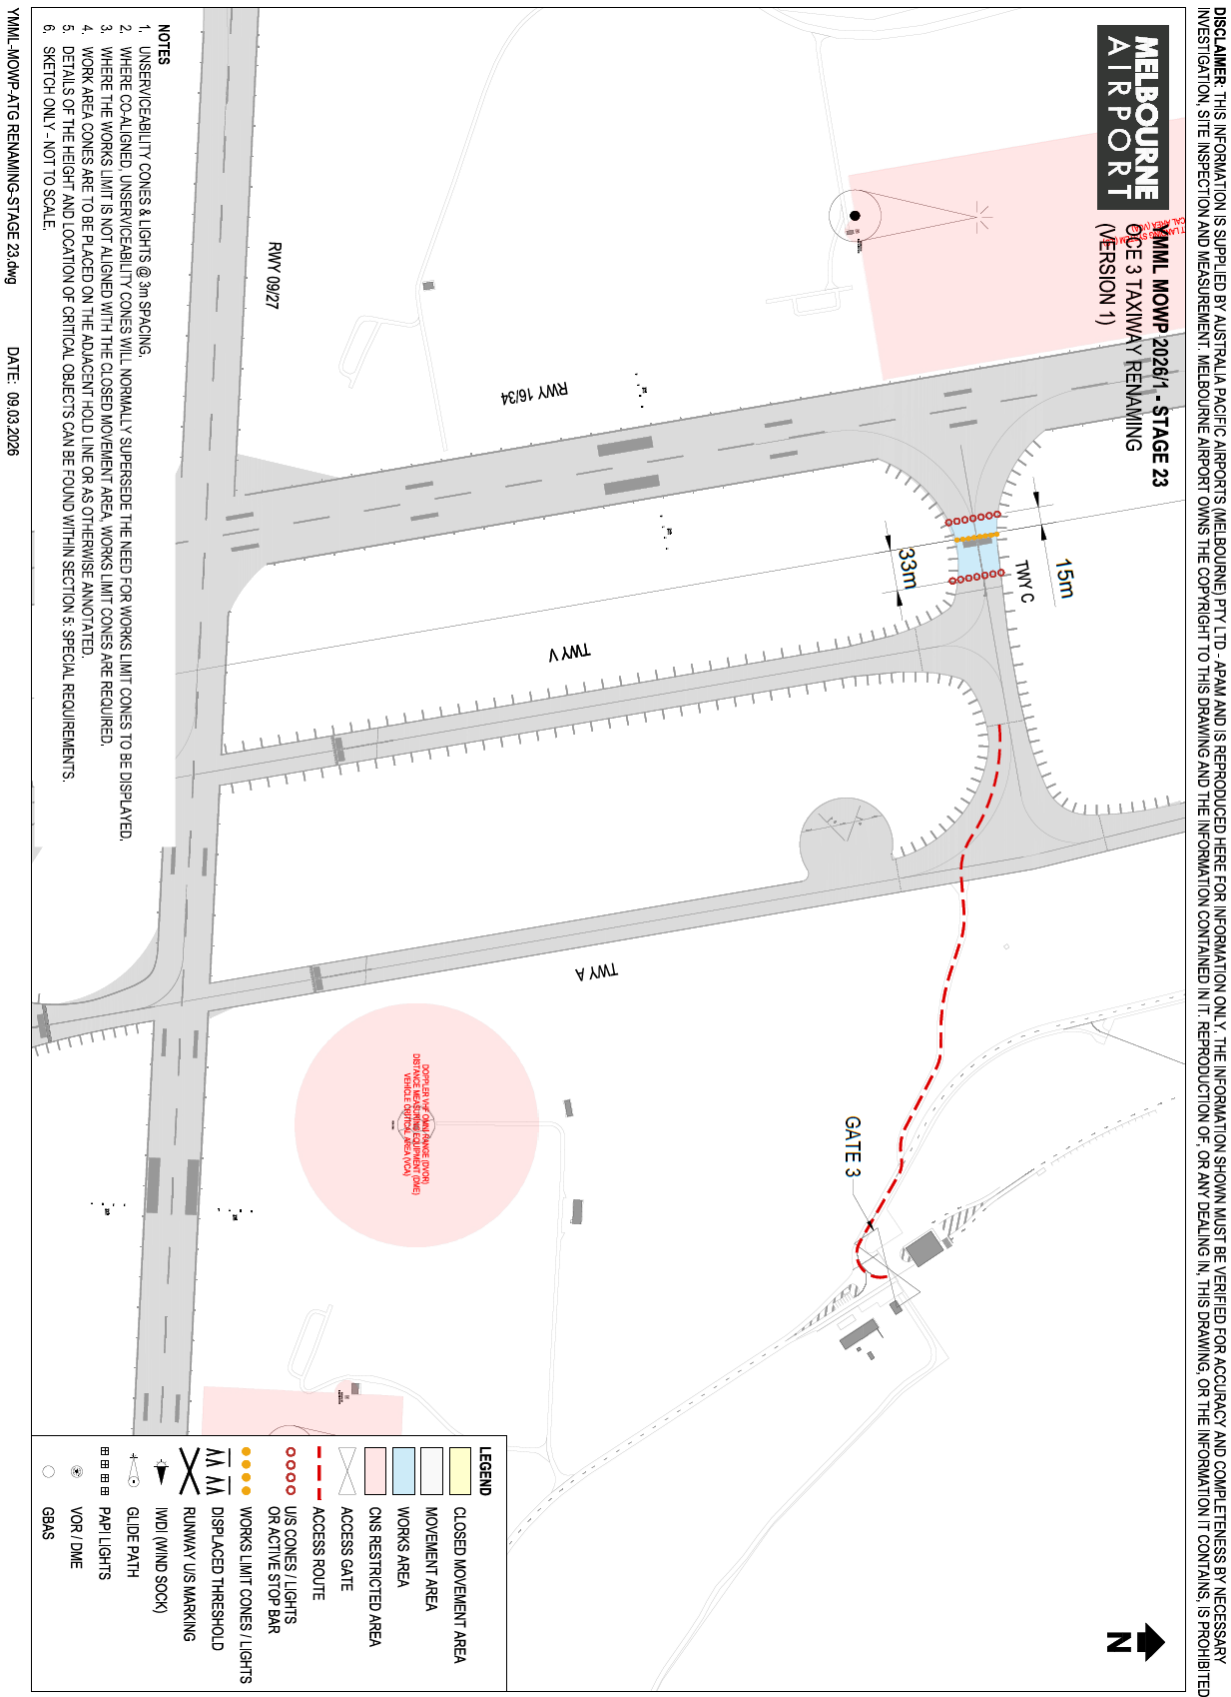 DISCLAIMER: THIS INFORMATION IS SUPPLIED BY AUSTRALIA PACIFIC AIRPORTS (MELBOURNE) PTY LTD - APAM AND IS REPRODUCED HERE FOR INFORMATION ONLY. THE INFORMATION SHOWN MUST BE VERIFIED FOR ACCURACY AND COMPLETENESS BY NECESSARY
INVESTIGATION, SITE INSPECTION AND MEASUREMENT. MELBOURNE AIRPORT OWNS THE COPYRIGHT TO THIS DRAWING AND THE INFORMATION CONTAINED IN IT. REPRODUCTION OF, OR ANY DEALING IN, THIS DRAWING, OR THE INFORMATION IT CONTAINS, IS PROHIBITED
MELBOURNE
AIRPORT
YMML MOWP 2026/1 - STAGE 23
OCE 3 TAXIWAY RENAMING
(VERSION 1)
15m
TWY C
33m
RWY 16/34
RWY 09/27
TWY V
TWY A
GATE 3
DOPPLER VHF OMNI-RANGE (DVOR)
DISTANCE MEASURING EQUIPMENT (DME)
VEHICLE CRITICAL AREA (VCA)
N
LEGEND
CLOSED MOVEMENT AREA
MOVEMENT AREA
WORKS AREA
CNS RESTRICTED AREA
ACCESS GATE
ACCESS ROUTE
U/S CONES / LIGHTS
OR ACTIVE STOP BAR
WORKS LIMIT CONES / LIGHTS
DISPLACED THRESHOLD
RUNWAY U/S MARKING
IWDI (WIND SOCK)
GLIDE PATH
PAPI LIGHTS
VOR / DME
GBAS
NOTES
1. UNSERVICEABILITY CONES & LIGHTS @ 3m SPACING.
2. WHERE CO-ALIGNED, UNSERVICEABILITY CONES WILL NORMALLY SUPERSEDE THE NEED FOR WORKS LIMIT CONES TO BE DISPLAYED.
3. WHERE THE WORKS LIMIT IS NOT ALIGNED WITH THE CLOSED MOVEMENT AREA, WORKS LIMIT CONES ARE REQUIRED.
4. WORK AREA CONES ARE TO BE PLACED ON THE ADJACENT HOLD LINE OR AS OTHERWISE ANNOTATED.
5. DETAILS OF THE HEIGHT AND LOCATION OF CRITICAL OBJECTS CAN BE FOUND WITHIN SECTION 5: SPECIAL REQUIREMENTS.
6. SKETCH ONLY - NOT TO SCALE.
YMML-MOWP-ATG RENAMING-STAGE 23.dwg DATE: 09.03.2026